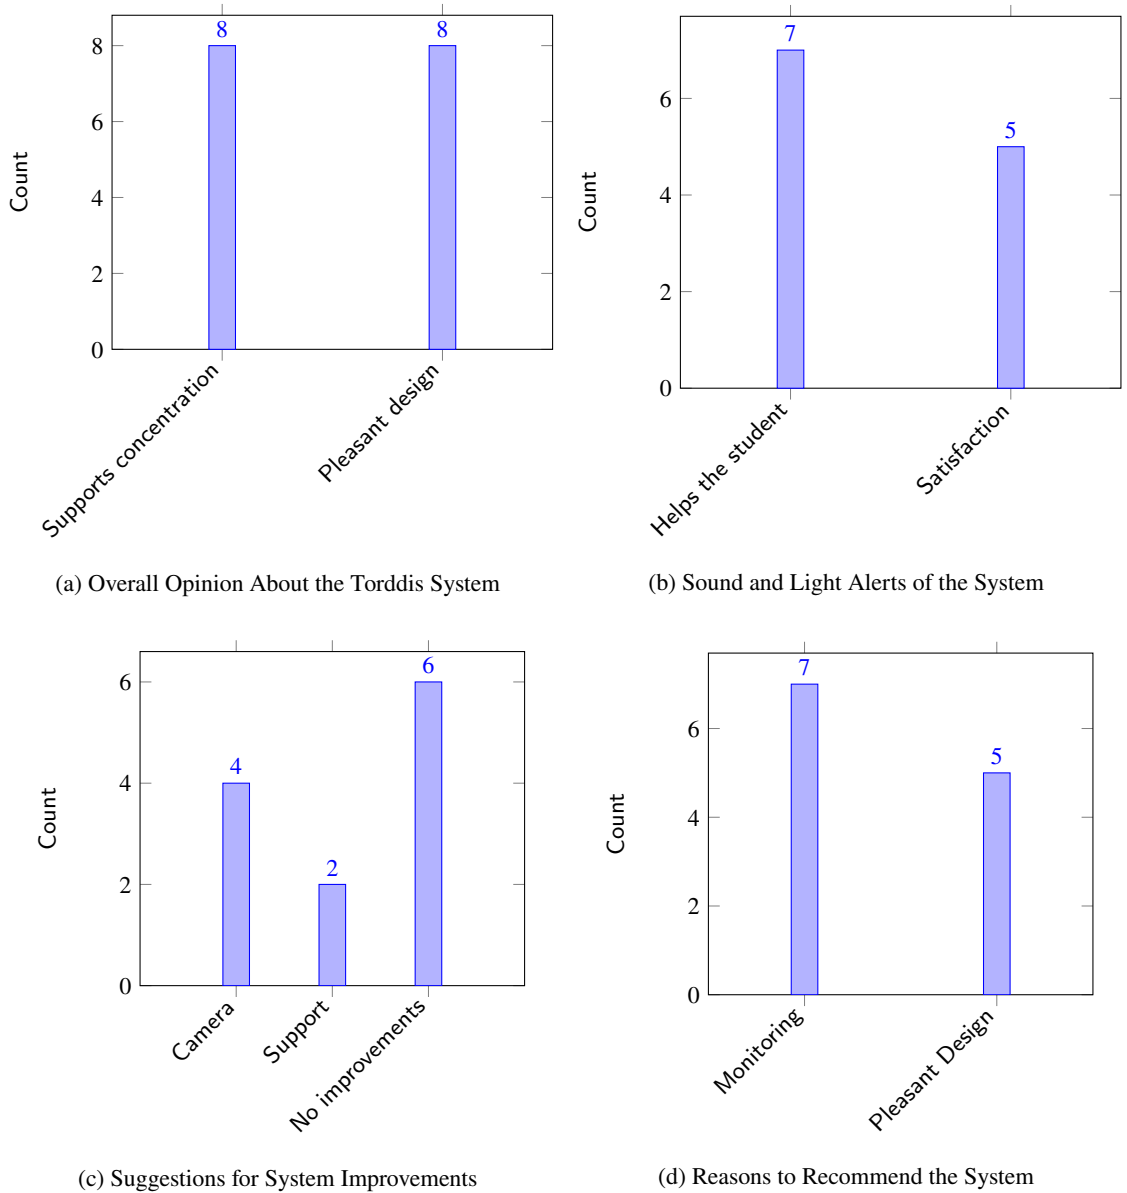 8
8
8
6
4
2
0
Count
Supports concentration
Pleasant design
(a) Overall Opinion About the Torddis System
7
5
6
4
2
0
Count
Helps the student
Satisfaction
(b) Sound and Light Alerts of the System
4
2
6
6
4
2
0
Count
Camera
Support
No improvements
(c) Suggestions for System Improvements
7
5
6
4
2
0
Count
Monitoring
Pleasant Design
(d) Reasons to Recommend the System